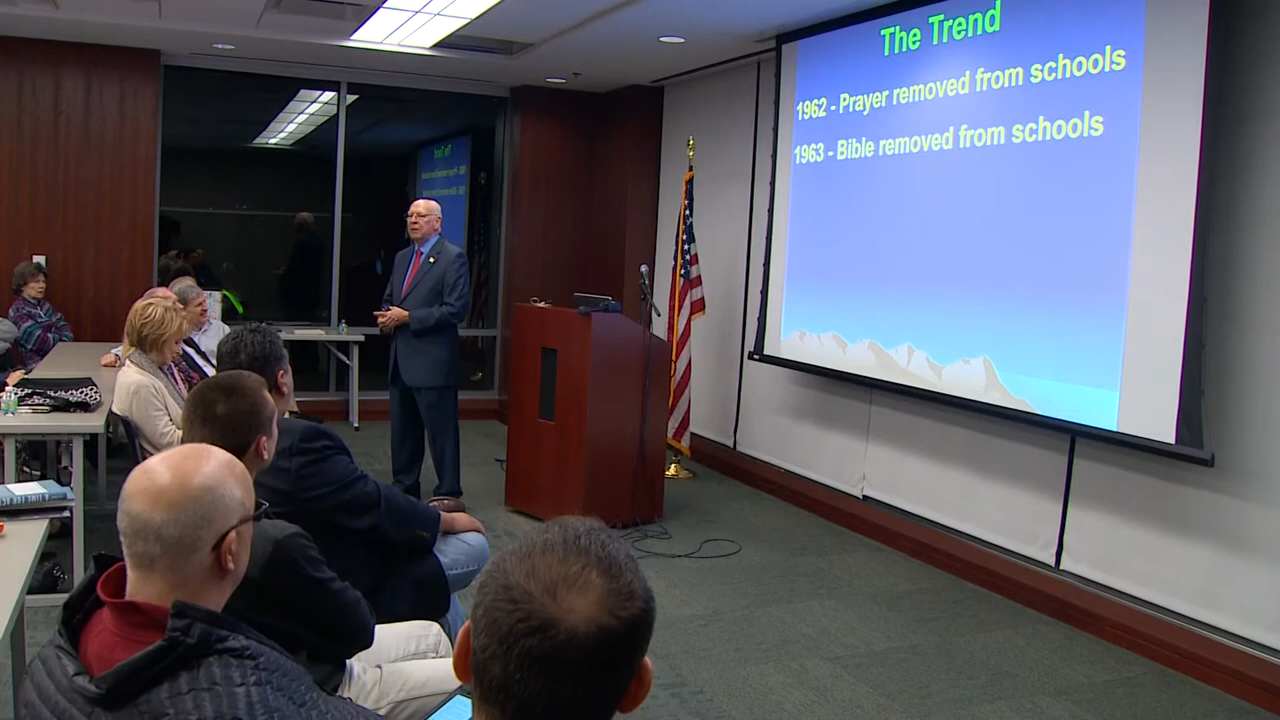 The Trend
1962 - Prayer removed from schools
1963 - Bible removed from schools